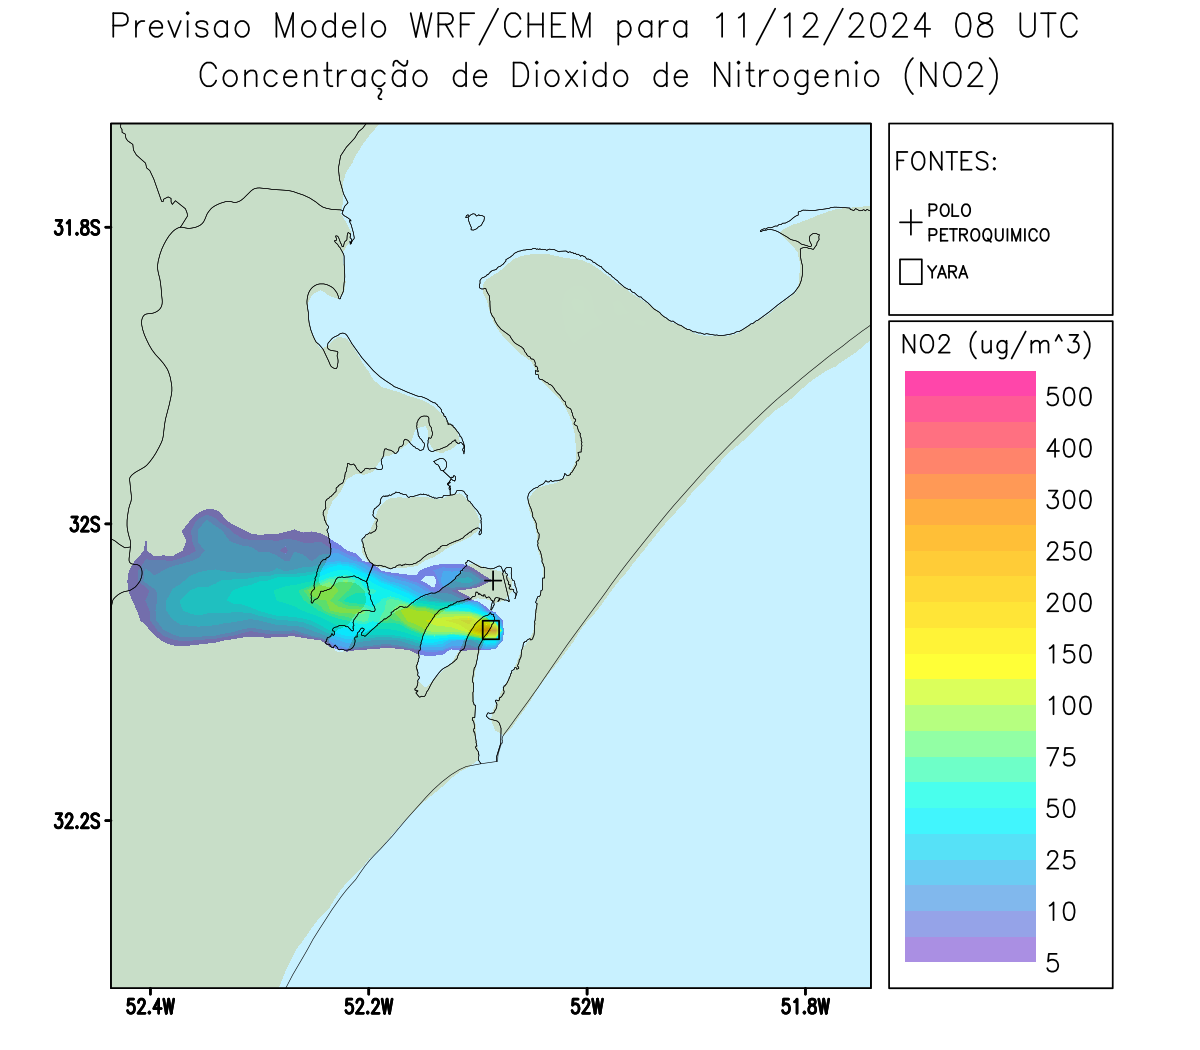 Previsao Modelo WRF/CHEM para 11/12/2024 08 UTC
Concentração de Dioxido de Nitrogenio (NO2)
FONTES:
POLO
PETROQUIMICO
YARA
NO2 (ug/m^3)
500
400
300
250
200
150
100
75
50
25
10
5
31.8S
32S
32.2S
52.4W
52.2W
52W
51.8W